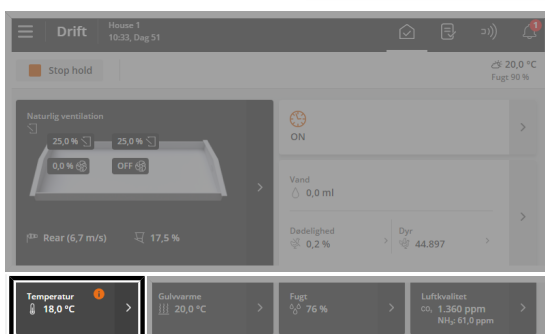 Drift
House 1
10:33, Dag 51
1
Stop hold
20,0 °C
Fugt 90 %
Naturlig ventilation
25,0 % 25,0 %
0,0 % OFF
Rear (6,7 m/s) 17,5 %
ON
Vand
0,0 ml
Dødelighed Dyr
0,2 % 44.897
Temperatur
18,0 °C
Gulvvarme
20,0 °C
Fugt
76 %
Luftkvalitet
CO₂ 1.360 ppm
NH₃: 61,0 ppm